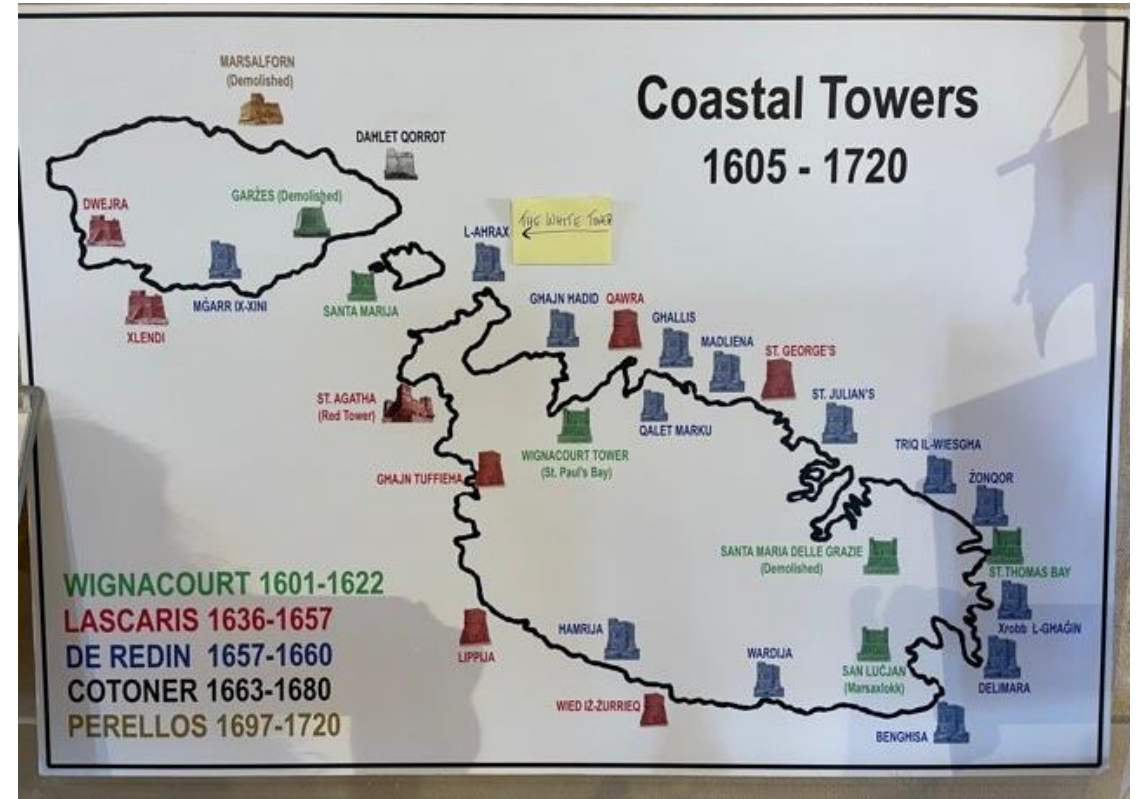 Coastal Towers
1605 - 1720
MARSALFORN
(Demolished)
DAHLET QORROT
GARŻES (Demolished)
DWEJRA
MĠARR IX-XINI
XLENDI
SANTA MARIJA
L-AHRAX
THE WHITE TOWER
GHAJN HADID
QAWRA
GHALLIS
MADLIENA
ST. GEORGE'S
ST. JULIAN'S
QALET MARKU
ST. AGATHA
(Red Tower)
WIGNACOURT TOWER
(St. Paul's Bay)
GHAJN TUFFIEHA
TRIQ IL-WIESGHA
ŻONQOR
SANTA MARIA DELLE GRAZIE
(Demolished)
ST.THOMAS BAY
Xrobb L-GHAĠIN
DELIMARA
SAN LUĊJAN
(Marsaxlokk)
BENGHISA
WARDIJA
HAMRIJA
WIED IŻ-ŻURRIEQ
LIPPIJA
WIGNACOURT 1601-1622
LASCARIS 1636-1657
DE REDIN 1657-1660
COTONER 1663-1680
PERELLOS 1697-1720